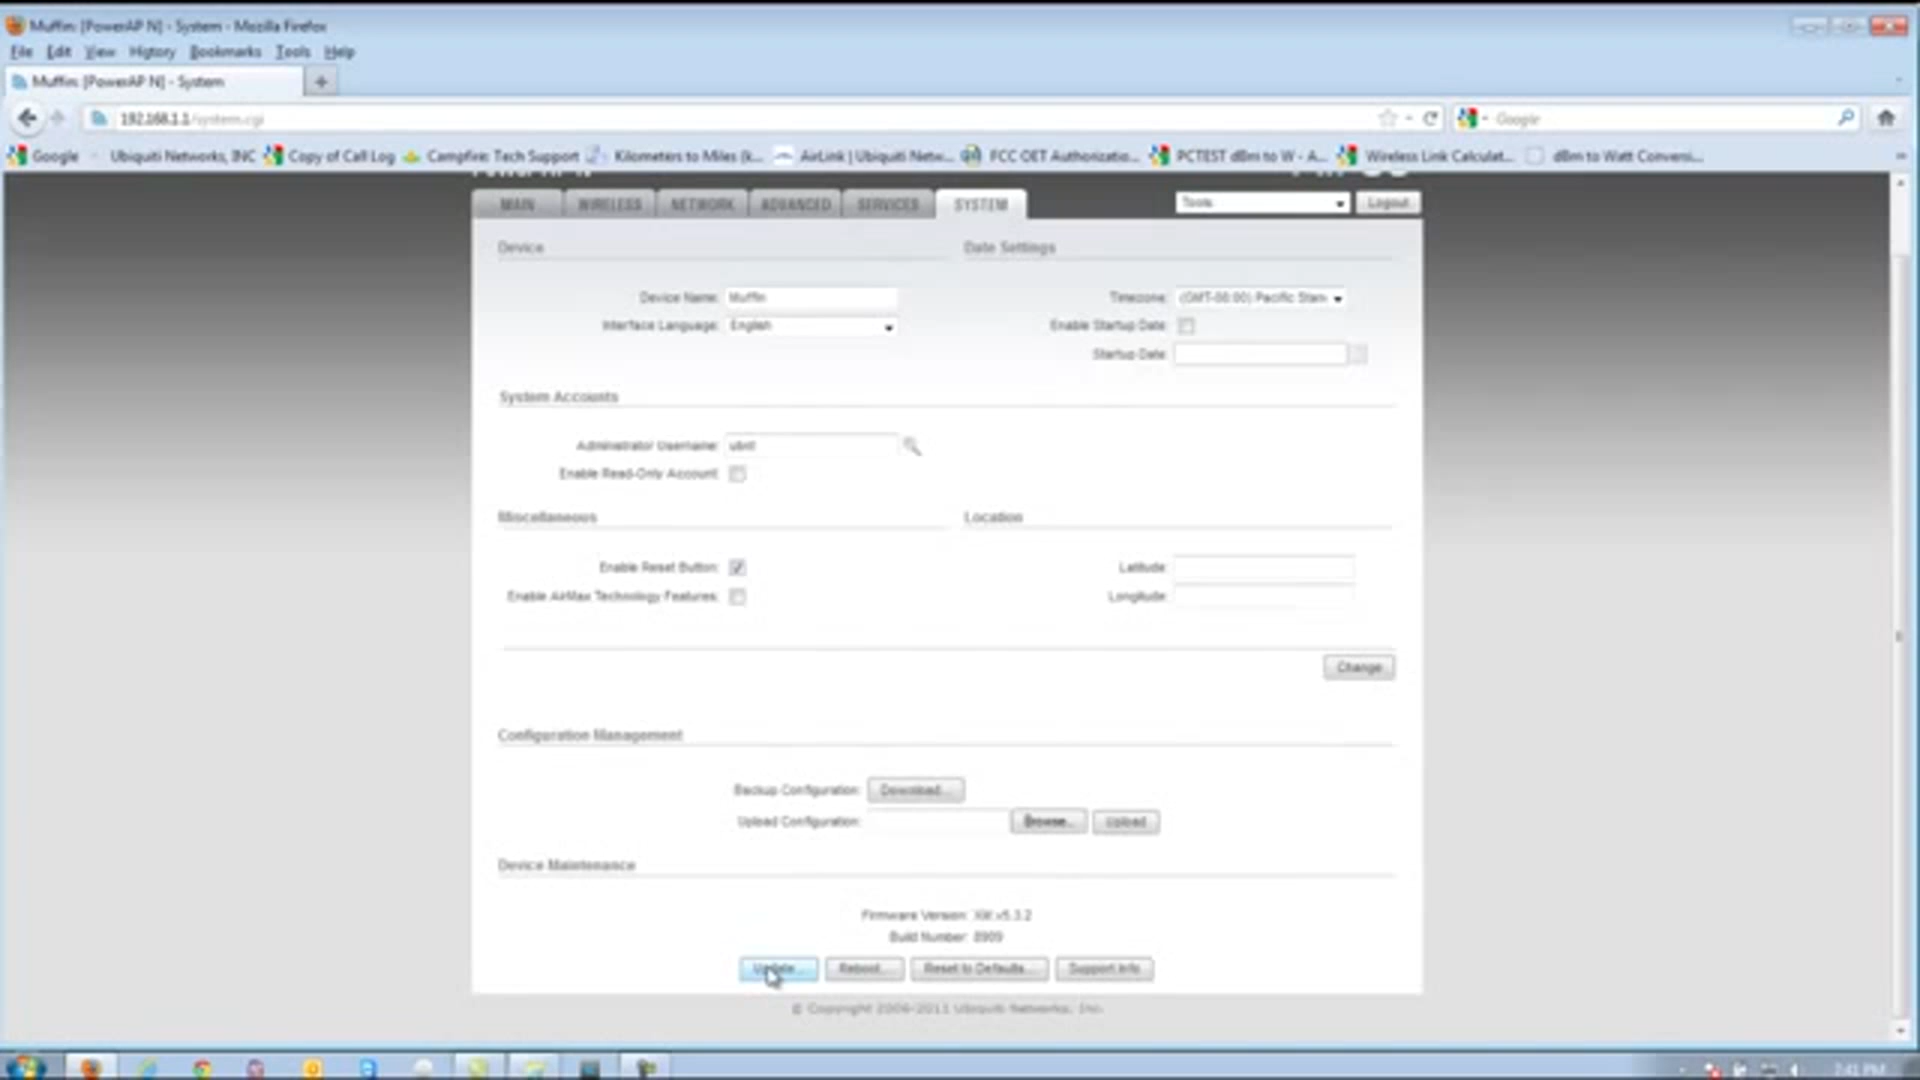 Muffin: [PowerAP N] - System - Mozilla Firefox
File Edit View History Bookmarks Tools Help
Muffin: [PowerAP N] - System
192.168.1.1/system.cgi
Google
Google Ubiquiti Networks, INC Copy of Call Log Campfire: Tech Support Kilometers to Miles (k... AirLink | Ubiquiti Netw... FCC OET Authorizatio... PCTEST dBm to W - A... Wireless Link Calculat... dBm to Watt Conversi...
MAIN WIRELESS NETWORK ADVANCED SERVICES SYSTEM Tools Logout
Device Date Settings
Device Name: Muffin Timezone: (GMT-08:00) Pacific Stan
Interface Language: English Enable Startup Date:
Startup Date:
System Accounts
Administrator Username: ubnt
Enable Read-Only Account:
Miscellaneous Location
Enable Reset Button: Latitude:
Enable AirMax Technology Features: Longitude:
Change
Configuration Management
Backup Configuration: Download...
Upload Configuration: Browse... Upload
Device Maintenance
Firmware Version: XW.v5.3.2
Build Number: 8909
Update... Reboot... Reset to Defaults... Support Info
© Copyright 2006-2011 Ubiquiti Networks, Inc.
7:41 PM